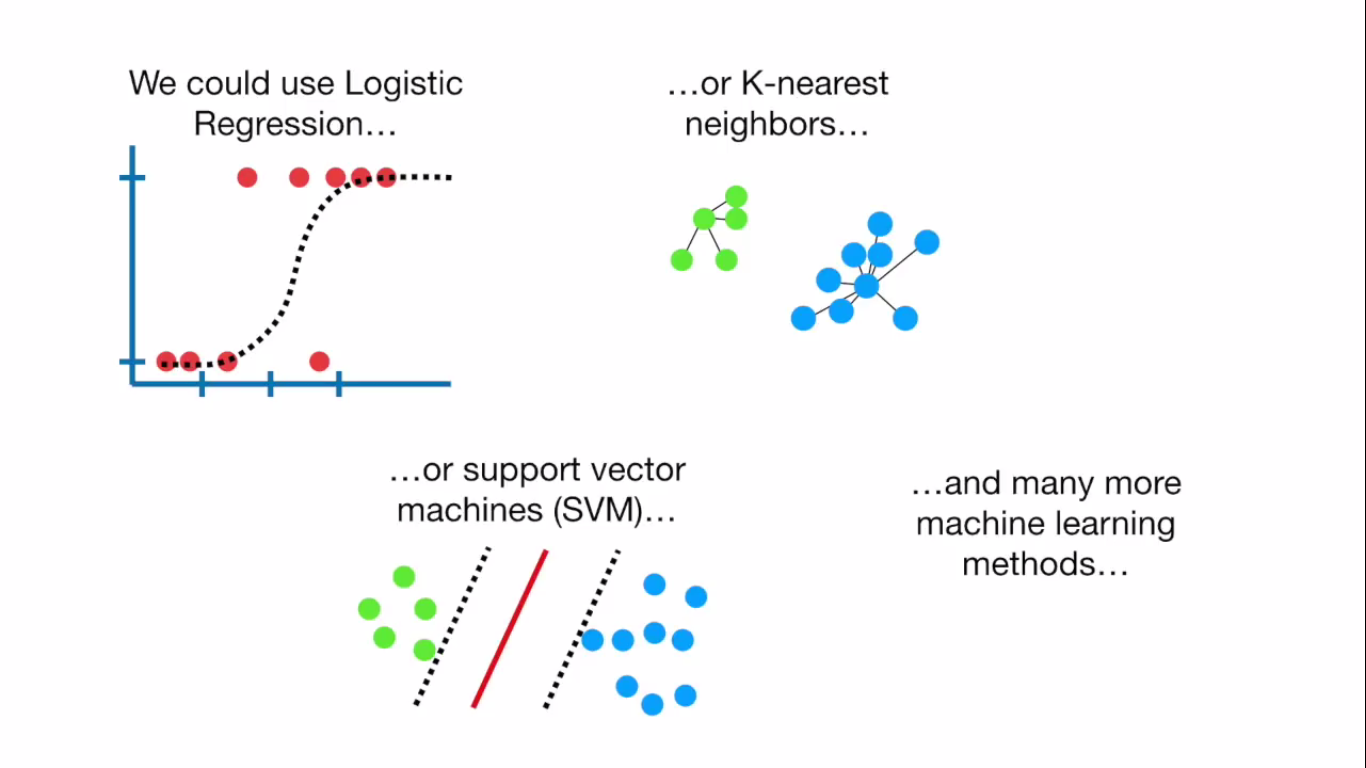 We could use Logistic
Regression…
…or K-nearest
neighbors…
…or support vector
machines (SVM)…
…and many more
machine learning
methods…